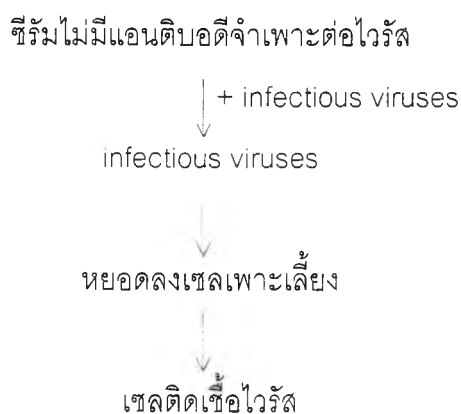 ซีรัมไม่มีแอนติบอดีจำเพาะต่อไวรัส
+ infectious viruses
infectious viruses
หยอดลงเซลเพาะเลี้ยง
เซลติดเชื้อไวรัส